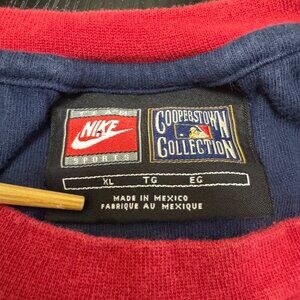 TEAM
NIKE
SPORTS
COOPERSTOWN
COLLECTION
XL TG EG
MADE IN MEXICO
FABRIQUE AU MEXIQUE